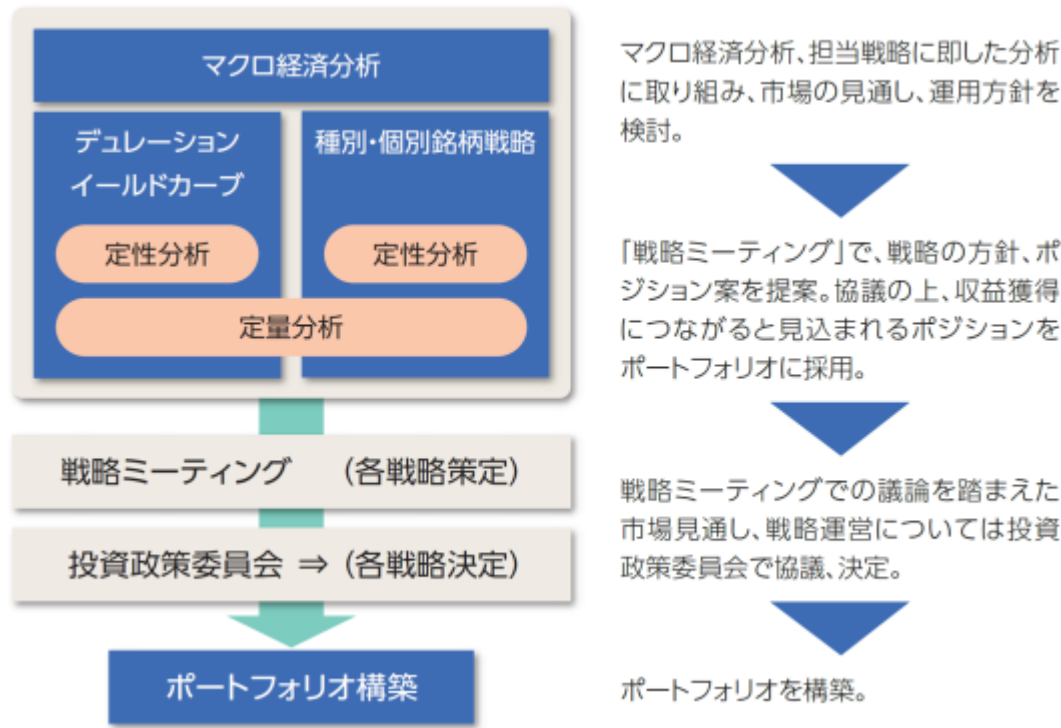 マクロ経済分析
デュレーション
イールドカーブ
種別・個別銘柄戦略
定性分析
定性分析
定量分析
戦略ミーティング (各戦略策定)
投資政策委員会 ⇒ (各戦略決定)
ポートフォリオ構築
マクロ経済分析、担当戦略に即した分析
に取り組み、市場の見通し、運用方針を
検討。
「戦略ミーティング」で、戦略の方針、ポ
ジション案を提案。協議の上、収益獲得
につながると見込まれるポジションを
ポートフォリオに採用。
戦略ミーティングでの議論を踏まえた
市場見通し、戦略運営については投資
政策委員会で協議、決定。
ポートフォリオを構築。